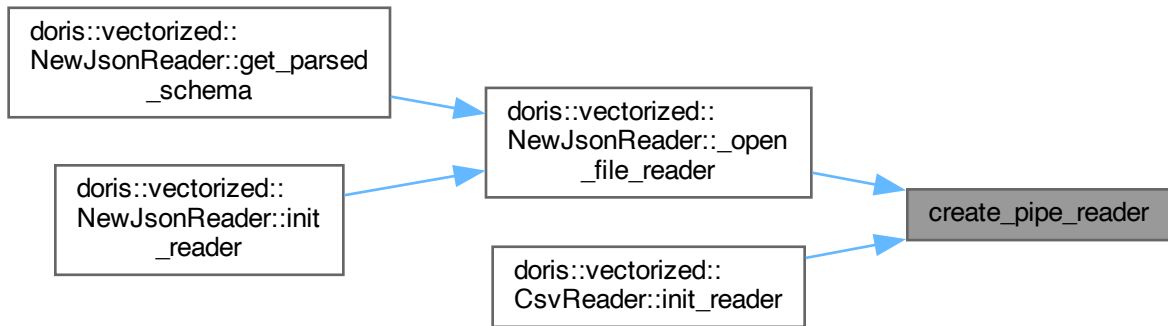 doris::vectorized::
NewJsonReader::get_parsed
_schema
doris::vectorized::
NewJsonReader::init
_reader
doris::vectorized::
NewJsonReader::_open
_file_reader
doris::vectorized::
CsvReader::init_reader
create_pipe_reader